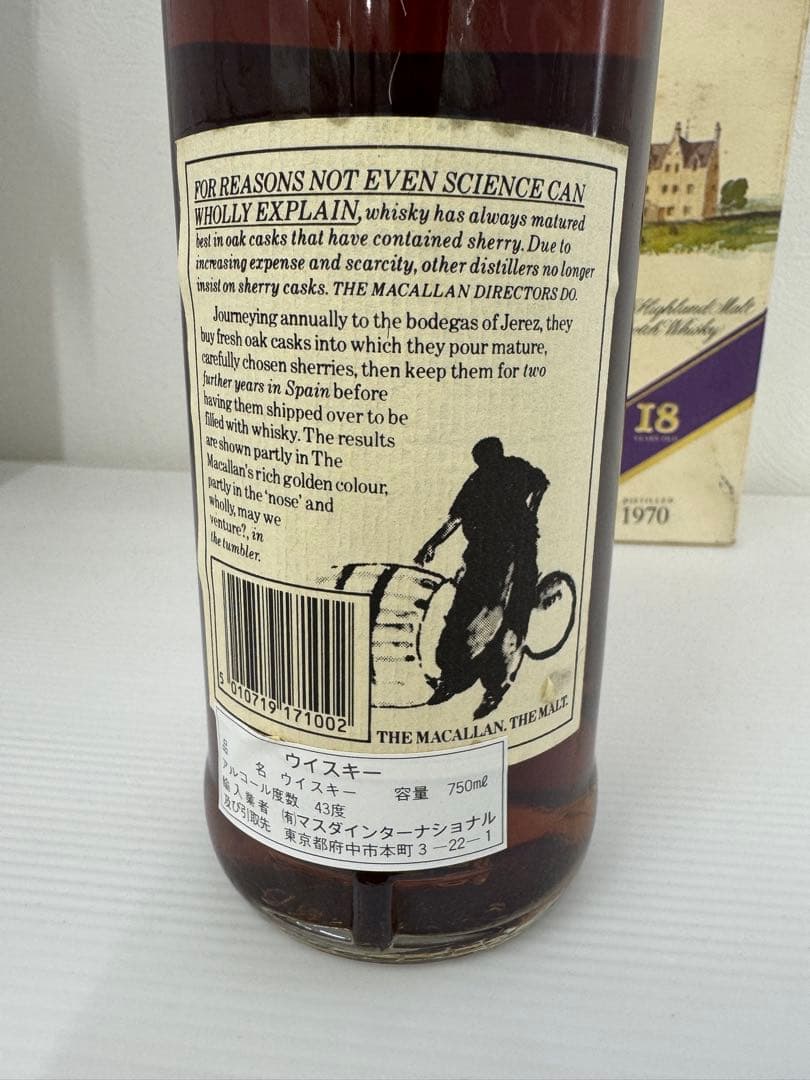 FOR REASONS NOT EVEN SCIENCE CAN
WHOLLY EXPLAIN, whisky has always matured
best in oak casks that have contained sherry. Due to
increasing expense and scarcity, other distillers no longer
insist on sherry casks. THE MACALLAN DIRECTORS DO.
Journeying annually to the bodegas of Jerez, they
buy fresh oak casks into which they pour mature,
carefully chosen sherries, then keep them for two
further years in Spain before
having them shipped over to be
filled with whisky. The results
are shown partly in The
Macallan's rich golden colour,
partly in the 'nose' and
wholly, may we
venture?, in
the tumbler.
5 010719 171002
THE MACALLAN. THE MALT.
ウイスキー
品 名 ウイスキー 容量 750mℓ
アルコール度数 43度
輸入業者 (有)マスダインターナショナル
及び引取先 東京都府中市本町3-22-1
Highland Malt
Whisky
18
YEARS OLD
DISTILLED
1970